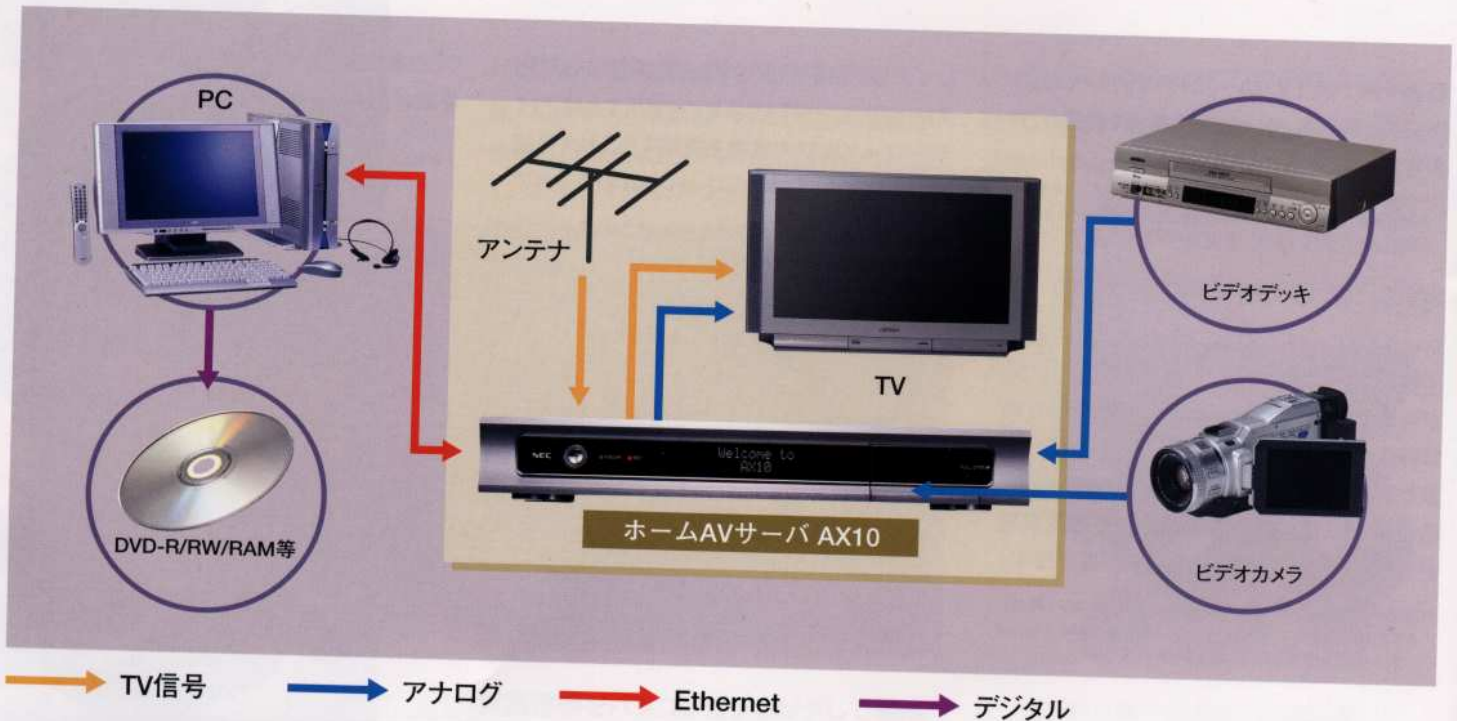 PC
アンテナ
TV
ビデオデッキ
DVD-R/RW/RAM等
NEC
Welcome to
AX10
ホームAVサーバ AX10
ビデオカメラ
TV信号
アナログ
Ethernet
デジタル